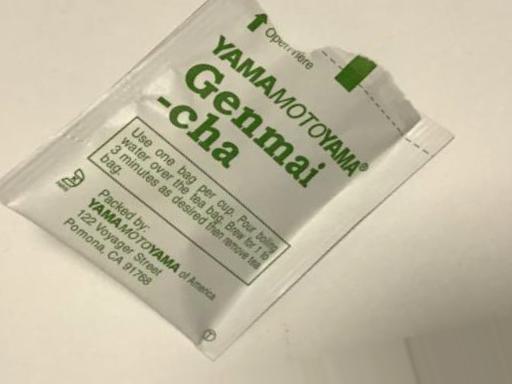 Open Here
YAMAMOTOYAMA®
Genmai
-cha
Use one bag per cup. Pour boiling
water over the tea bag. Brew for 1 to
3 minutes as desired then remove tea
bag.
Packed by:
YAMAMOTOYAMA of America
122 Voyager Street
Pomona, CA 91768